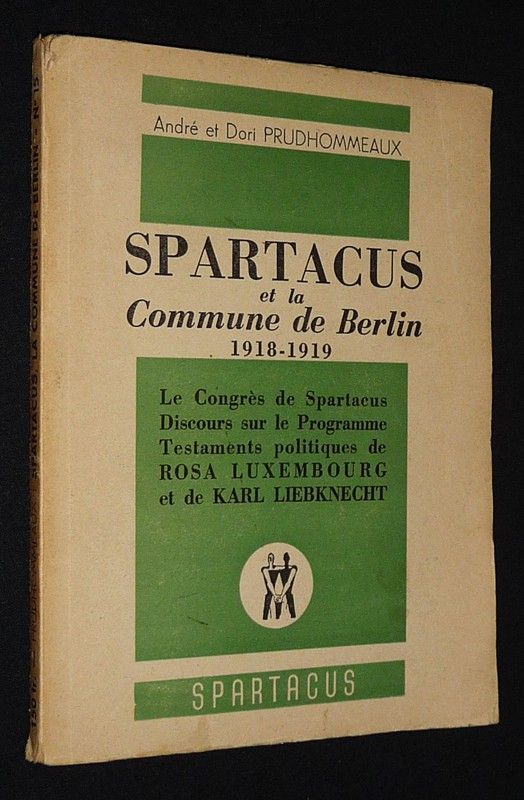 André et Dori PRUDHOMMEAUX
SPARTACUS
et la
Commune de Berlin
1918-1919
Le Congrès de Spartacus
Discours sur le Programme
Testaments politiques de
ROSA LUXEMBOURG
et de KARL LIEBKNECHT
SPARTACUS
SPARTACUS LA COMMUNE DE BERLIN - N° 15